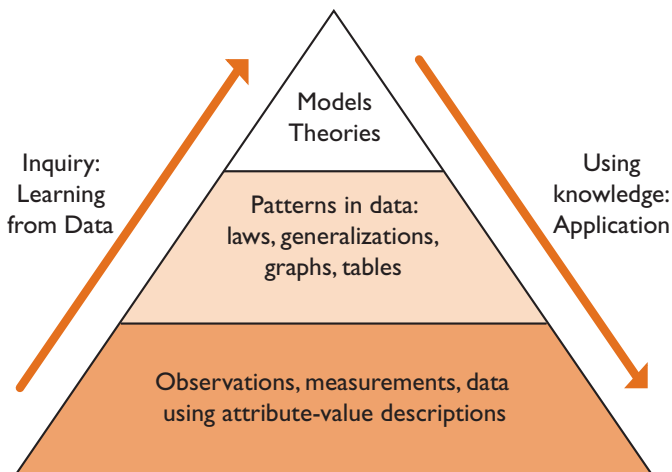 Models
Theories
Inquiry:
Learning
from Data
Using
knowledge:
Application
Patterns in data:
laws, generalizations,
graphs, tables
Observations, measurements, data
using attribute-value descriptions